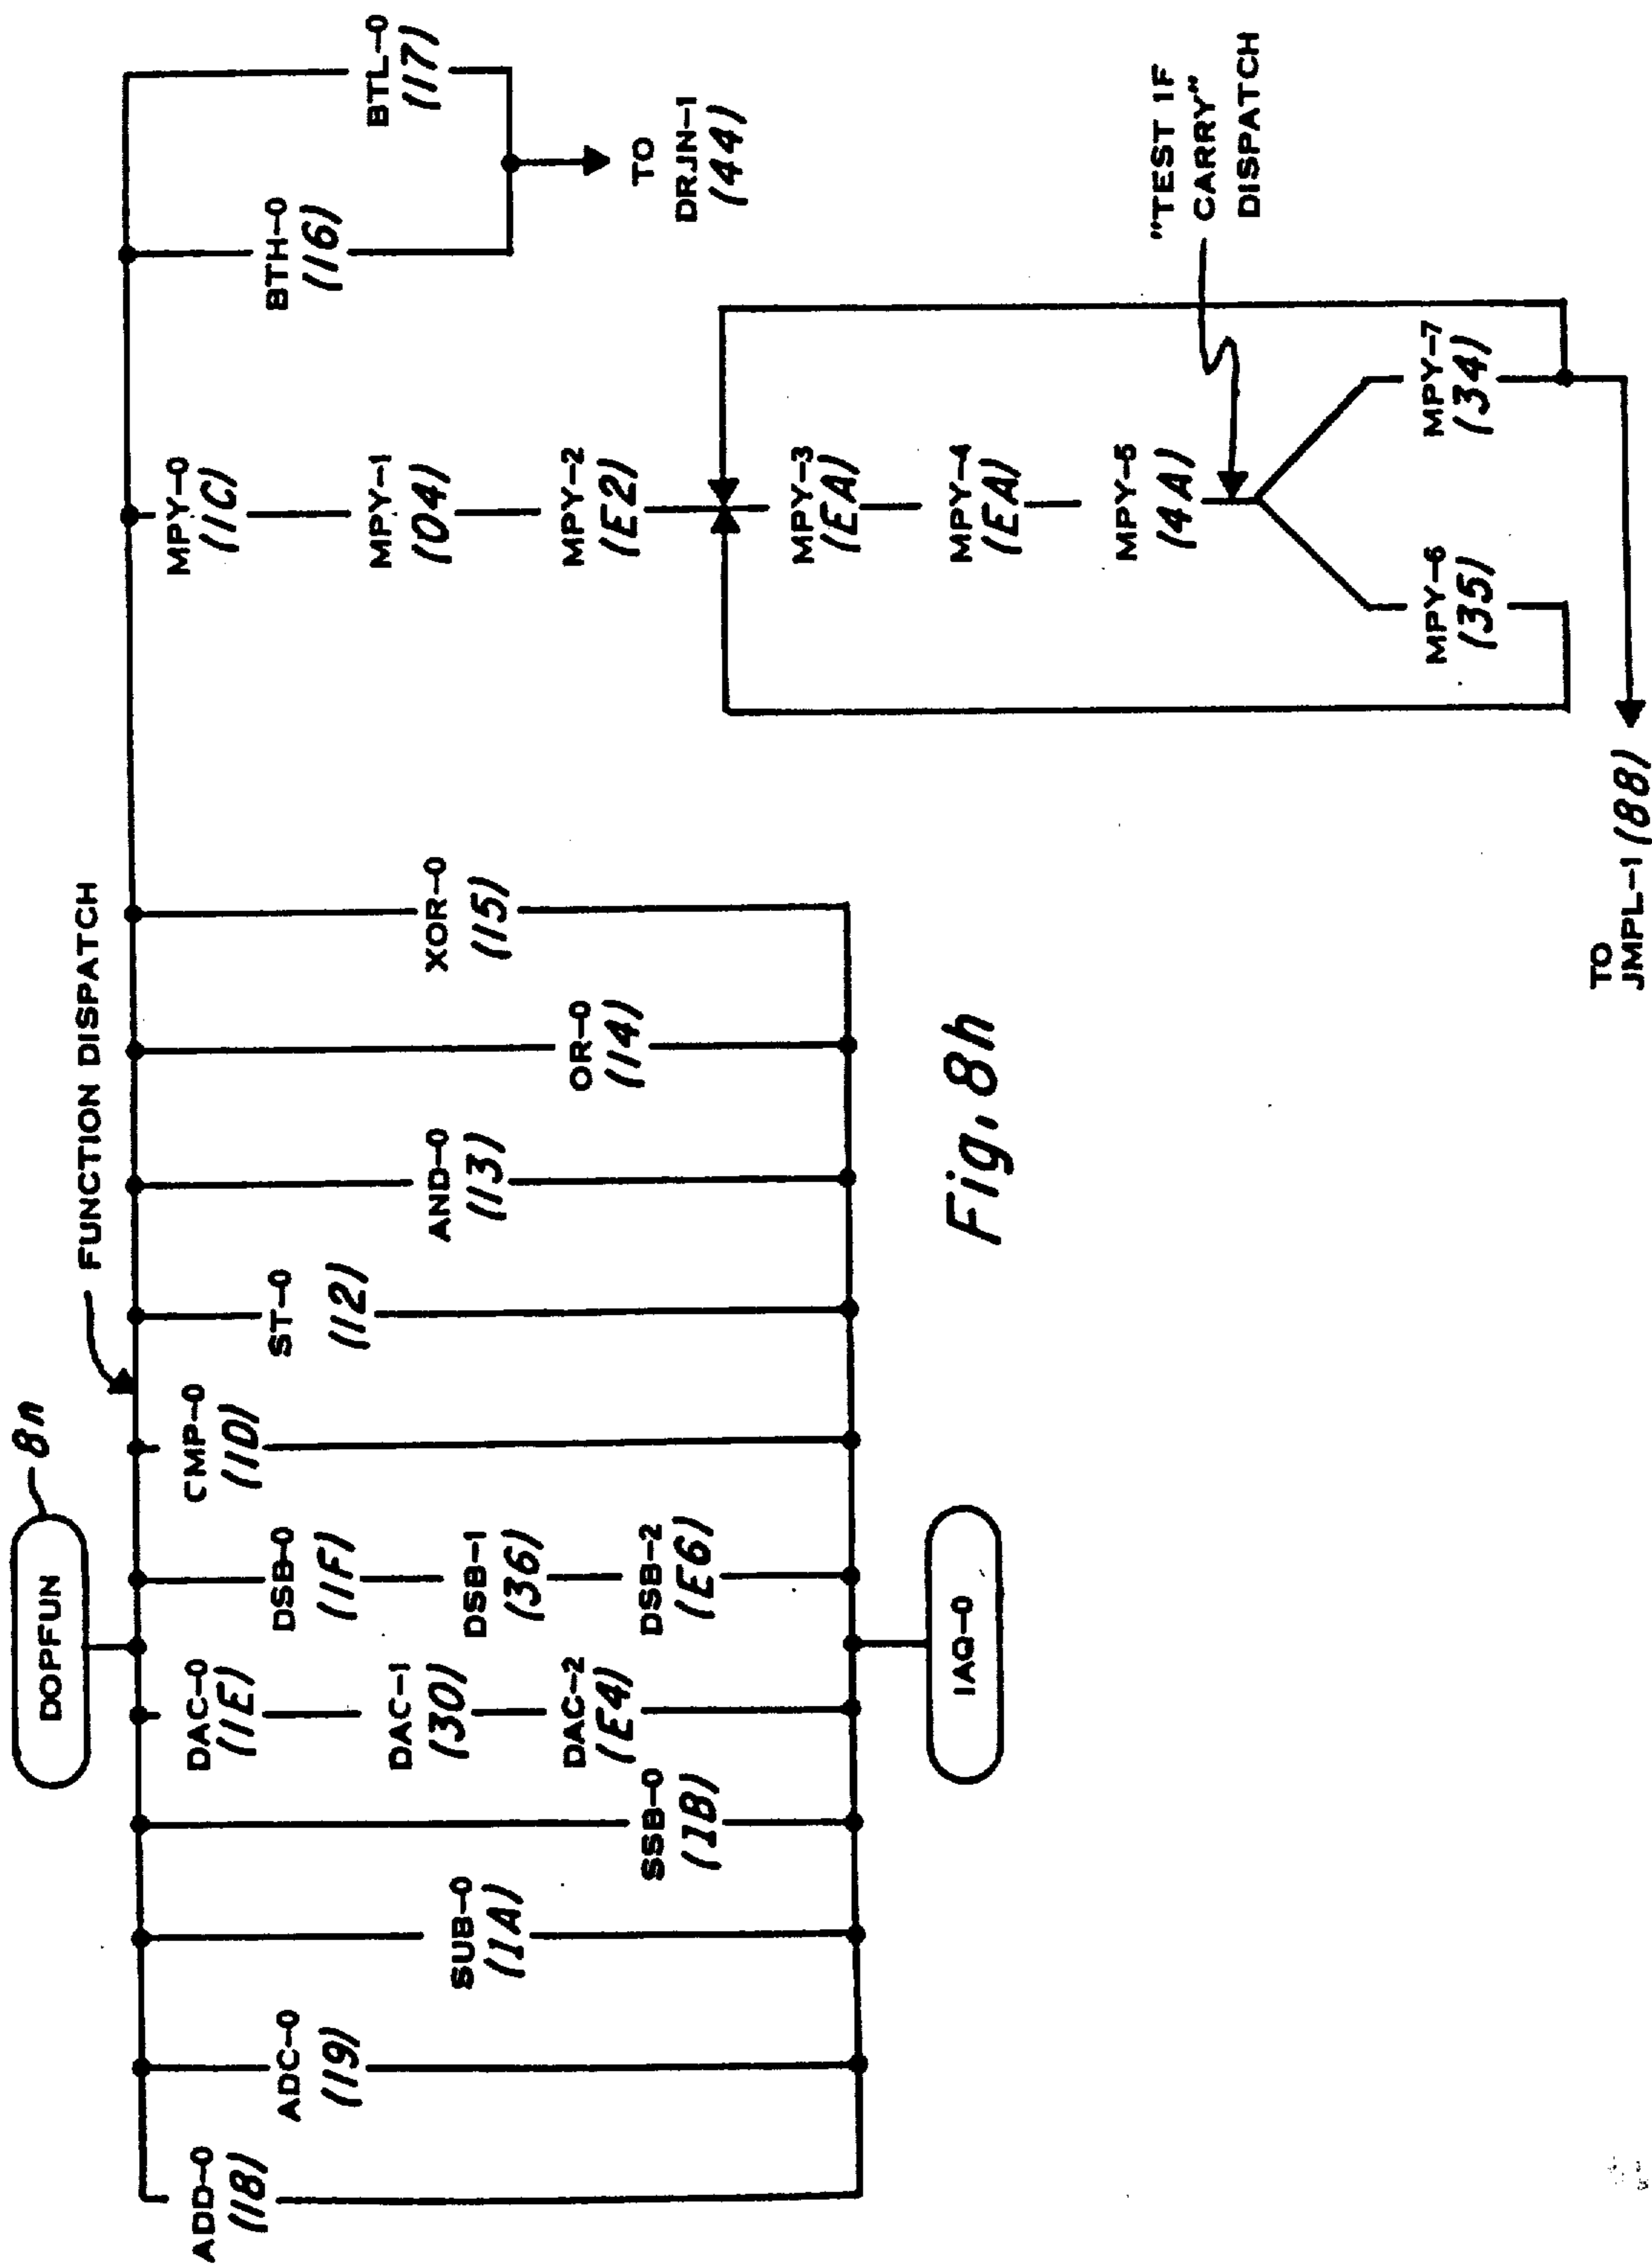 DOPFUN
8n
FUNCTION DISPATCH
ADD-0
(18)
ADC-0
(19)
SUB-0
(1A)
SSB-0
(1B)
DAC-0
(1E)
DAC-1
(30)
DAC-2
(E4)
DSB-0
(1F)
DSB-1
(36)
DSB-2
(E6)
CMP-0
(1D)
ST-0
(12)
AND-0
(13)
OR-0
(14)
XOR-0
(15)
MPY-0
(1C)
MPY-1
(04)
MPY-2
(E2)
MPY-3
(EA)
MPY-4
(EA)
MPY-5
(4A)
MPY-6
(35)
MPY-7
(34)
"TEST IF
CARRY"
DISPATCH
BTH-0
(16)
BTL-0
(17)
TO
DRJN-1
(44)
IAQ-0
TO
JMPL-1 (88)
Fig. 8h